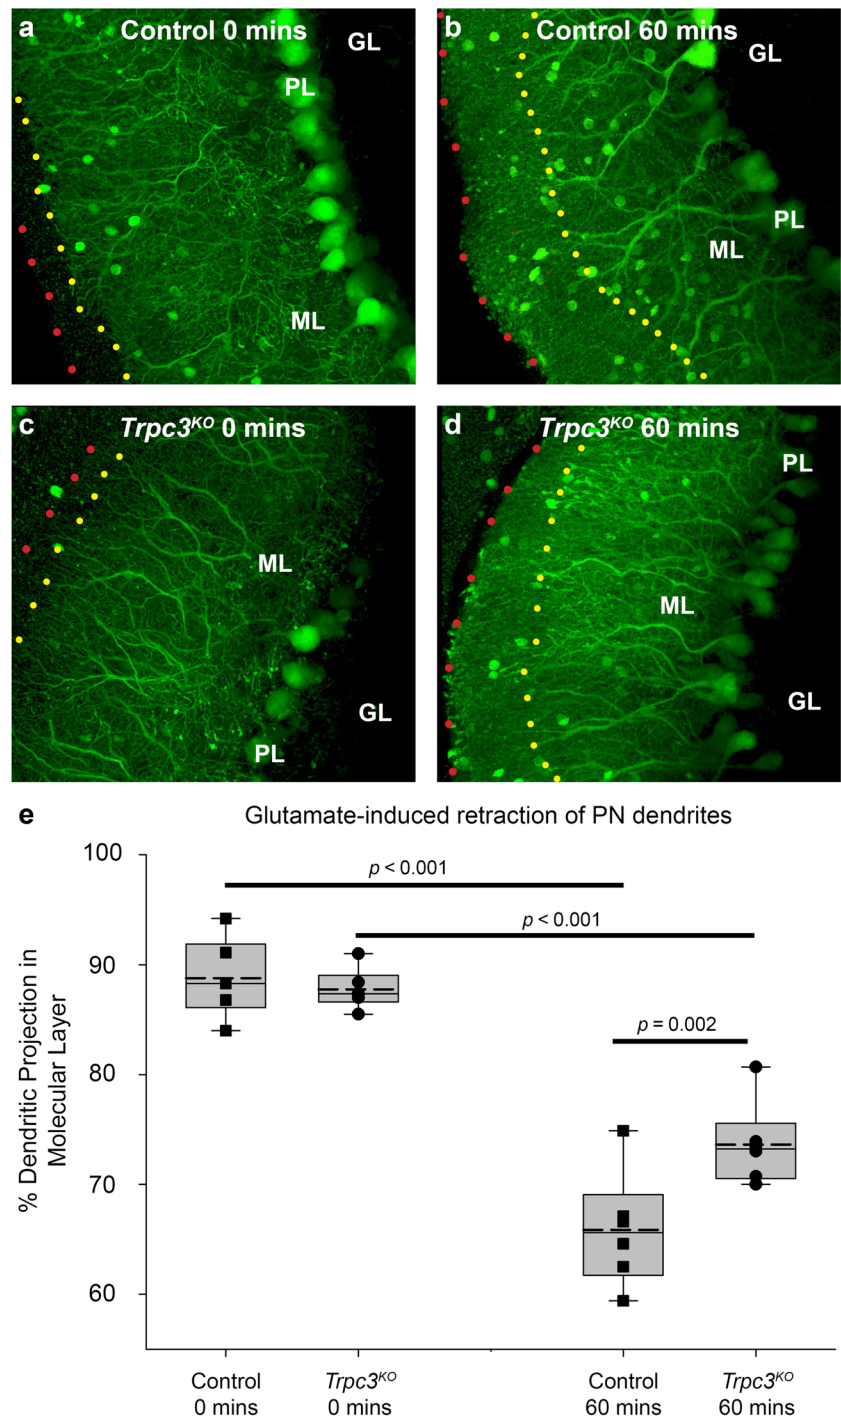 a
Control 0 mins
GL
PL
ML
b
Control 60 mins
GL
PL
ML
c
Trpc3KO 0 mins
ML
GL
PL
d
Trpc3KO 60 mins
PL
ML
GL
e
Glutamate-induced retraction of PN dendrites
% Dendritic Projection in
Molecular Layer
100
90
80
70
60
p < 0.001
p < 0.001
p = 0.002
Control
0 mins
Trpc3KO
0 mins
Control
60 mins
Trpc3KO
60 mins